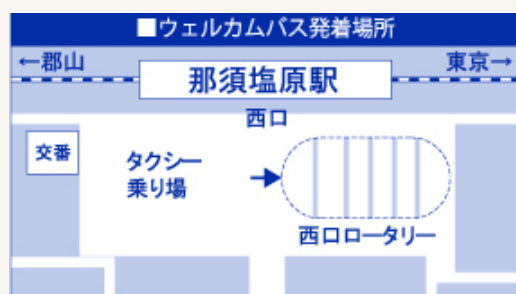 ■ウェルカムバス発着場所
←郡山
東京→
那須塩原駅
西口
交番
タクシー
乗り場
西口ロータリー